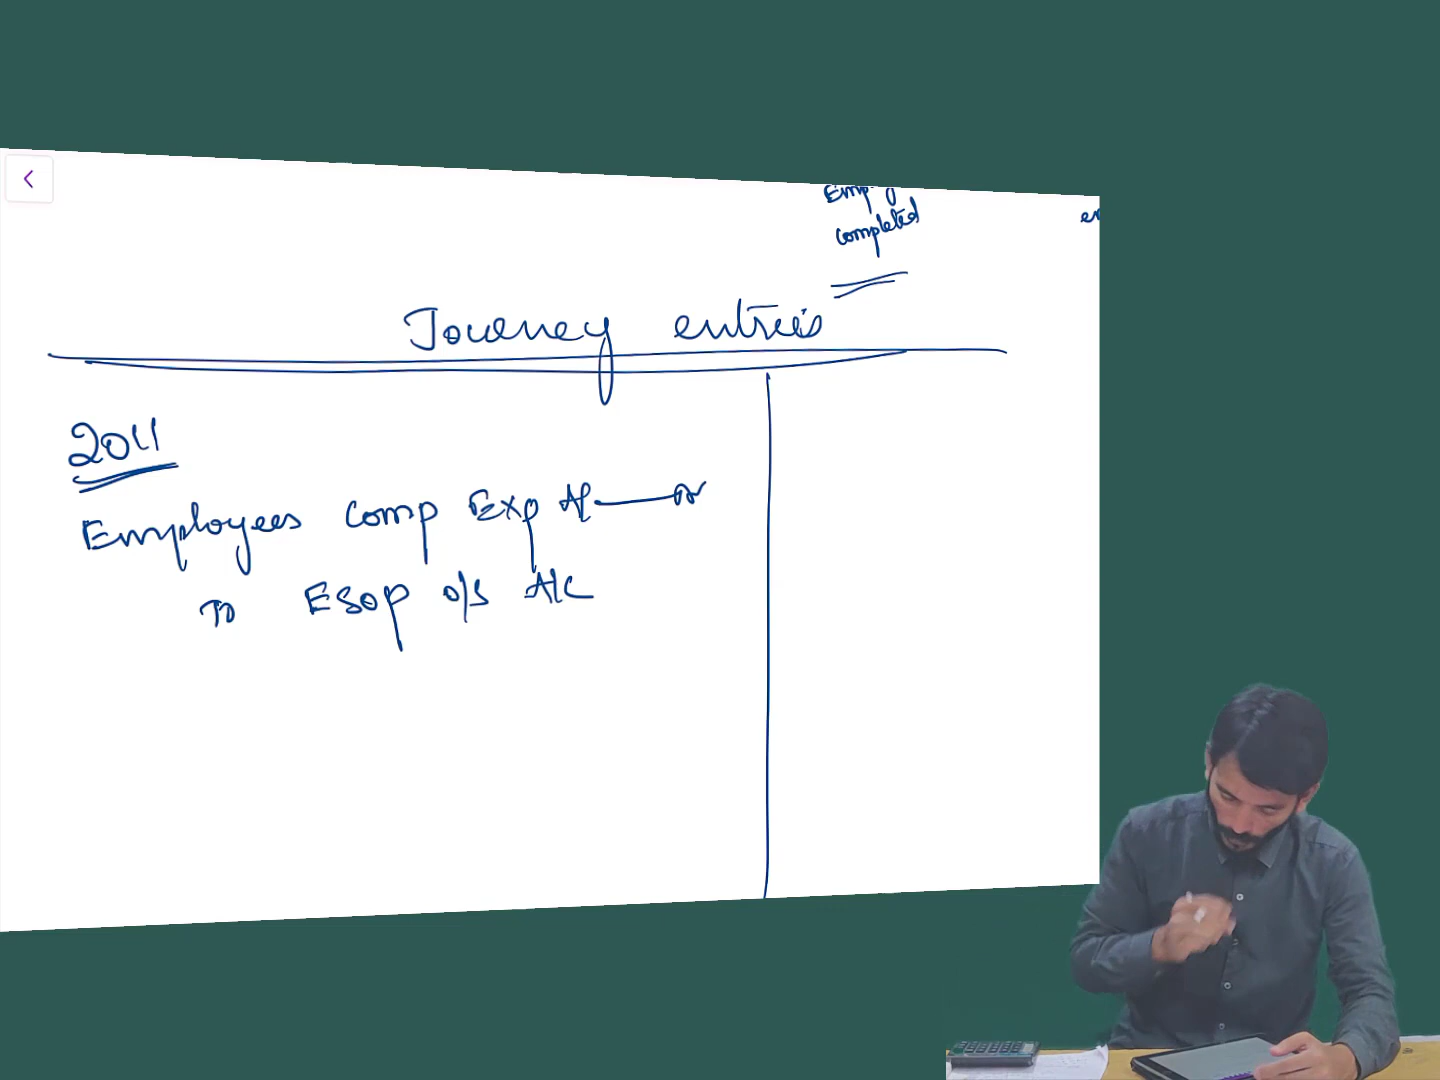 completed
Journey entries
2011
Employees Comp Exp A/c Dr
To ESOP o/s A/c